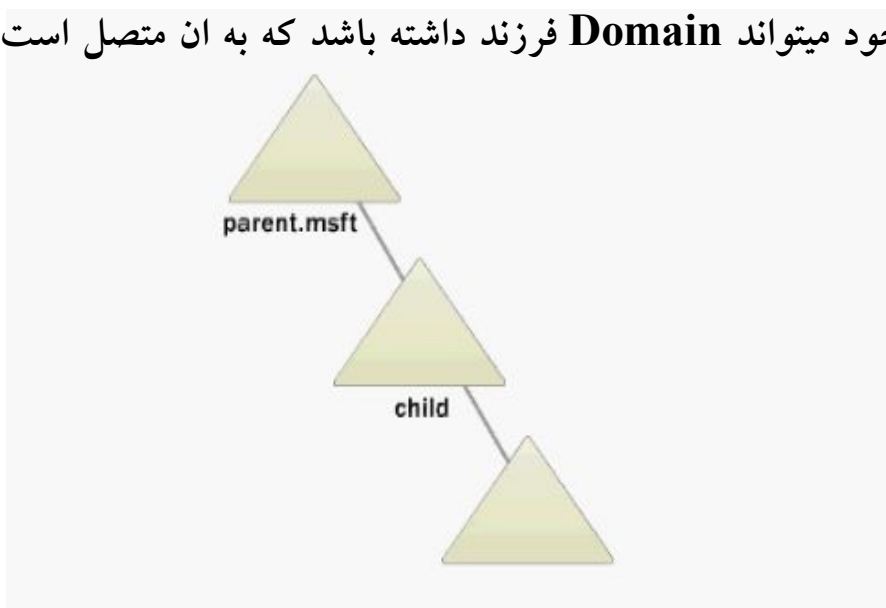 میتواند Domain فرزند داشته باشد که به ان متصل است
parent.msft
child